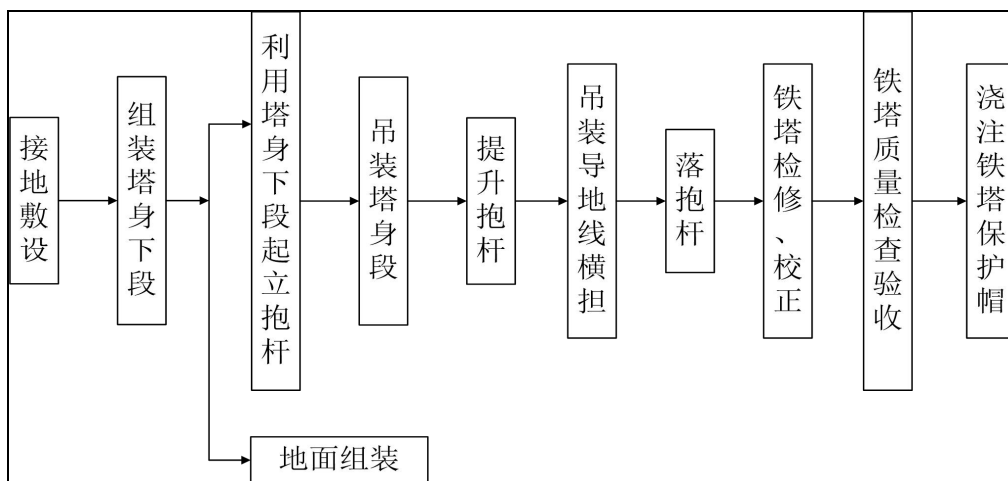 接地敷设
组装塔身下段
利用塔身下段起立抱杆
吊装塔身段
提升抱杆
吊装导地线横担
落抱杆
铁塔检修、校正
铁塔质量检查验收
浇注铁塔保护帽
地面组装